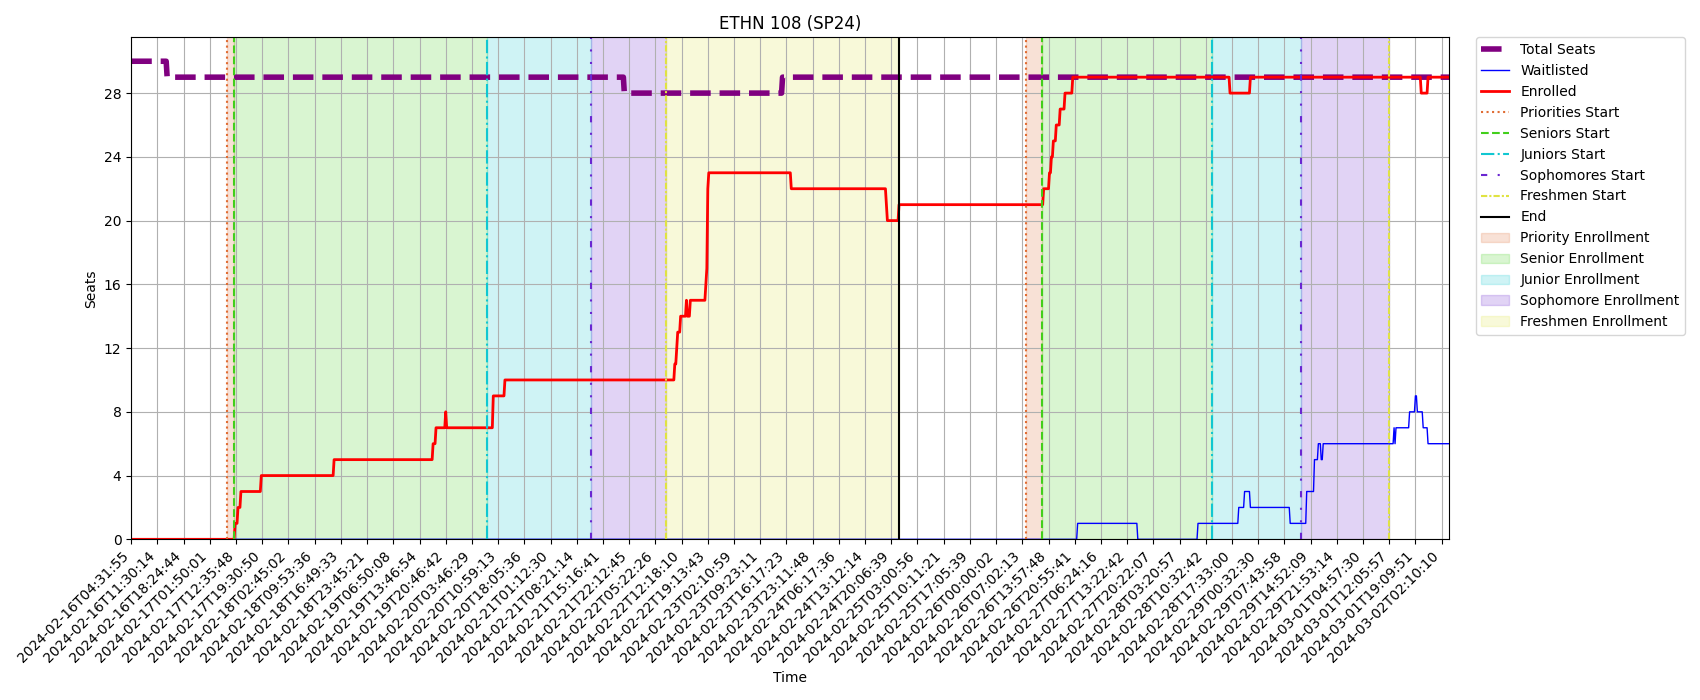 ETHN 108 (SP24)
Seats
28
24
20
16
12
8
4
0
2024-02-16T04:31:55
2024-02-16T11:30:14
2024-02-16T18:24:44
2024-02-17T01:50:01
2024-02-17T12:35:48
2024-02-17T19:30:50
2024-02-18T02:45:02
2024-02-18T09:53:36
2024-02-18T16:49:33
2024-02-18T23:45:21
2024-02-19T06:50:08
2024-02-19T13:46:54
2024-02-19T20:46:42
2024-02-20T03:46:29
2024-02-20T10:59:13
2024-02-20T18:05:36
2024-02-21T01:12:30
2024-02-21T08:21:14
2024-02-21T15:16:41
2024-02-21T22:12:45
2024-02-22T05:22:26
2024-02-22T12:18:10
2024-02-22T19:13:43
2024-02-23T02:10:59
2024-02-23T09:23:11
2024-02-23T16:17:23
2024-02-23T23:11:48
2024-02-24T06:17:36
2024-02-24T13:12:14
2024-02-24T20:06:39
2024-02-25T03:00:56
2024-02-25T10:11:21
2024-02-25T17:05:39
2024-02-26T00:00:02
2024-02-26T07:02:13
2024-02-26T13:57:48
2024-02-26T20:55:41
2024-02-27T06:24:16
2024-02-27T13:22:42
2024-02-27T20:22:07
2024-02-28T03:20:57
2024-02-28T10:32:42
2024-02-28T17:33:00
2024-02-29T00:32:30
2024-02-29T07:43:58
2024-02-29T14:52:09
2024-02-29T21:53:14
2024-03-01T04:57:30
2024-03-01T12:05:57
2024-03-01T19:09:51
2024-03-02T02:10:10
Time
Total Seats
Waitlisted
Enrolled
Priorities Start
Seniors Start
Juniors Start
Sophomores Start
Freshmen Start
End
Priority Enrollment
Senior Enrollment
Junior Enrollment
Sophomore Enrollment
Freshmen Enrollment